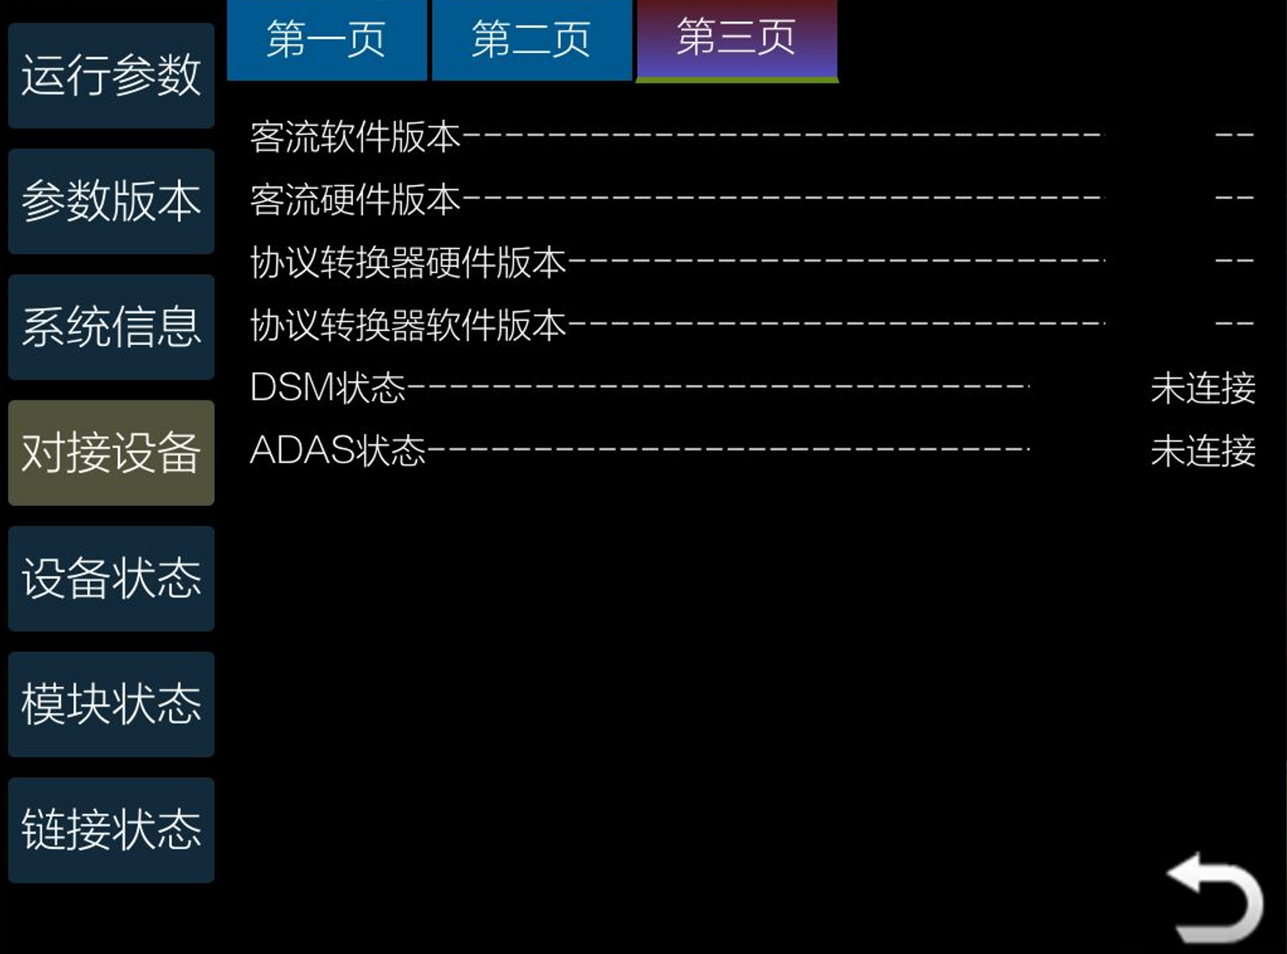 第一页 第二页 第三页
运行参数
参数版本
系统信息
对接设备
设备状态
模块状态
链接状态
客流软件版本------------------------------- --
客流硬件版本------------------------------- --
协议转换器硬件版本-------------------------- --
协议转换器软件版本-------------------------- --
DSM状态------------------------------ 未连接
ADAS状态----------------------------- 未连接